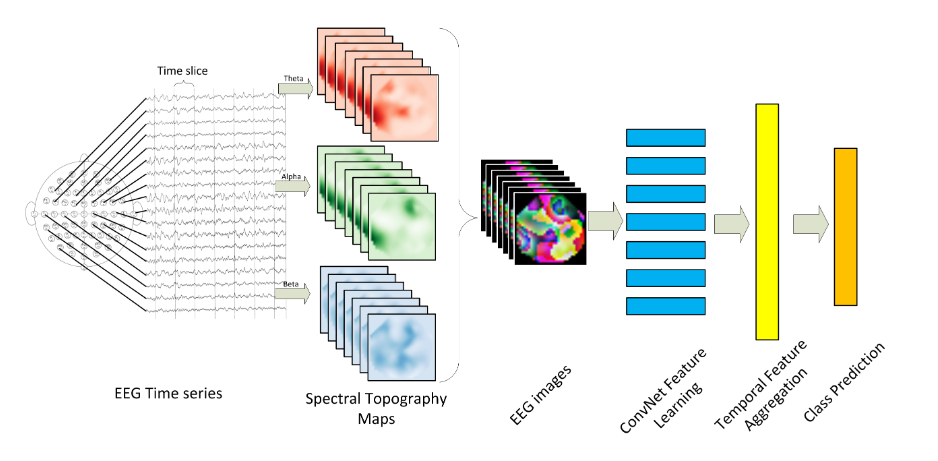 Time slice
Theta
Alpha
Beta
EEG Time series
Spectral Topography
Maps
EEG images
ConvNet Feature
Learning
Temporal Feature
Aggregation
Class Prediction